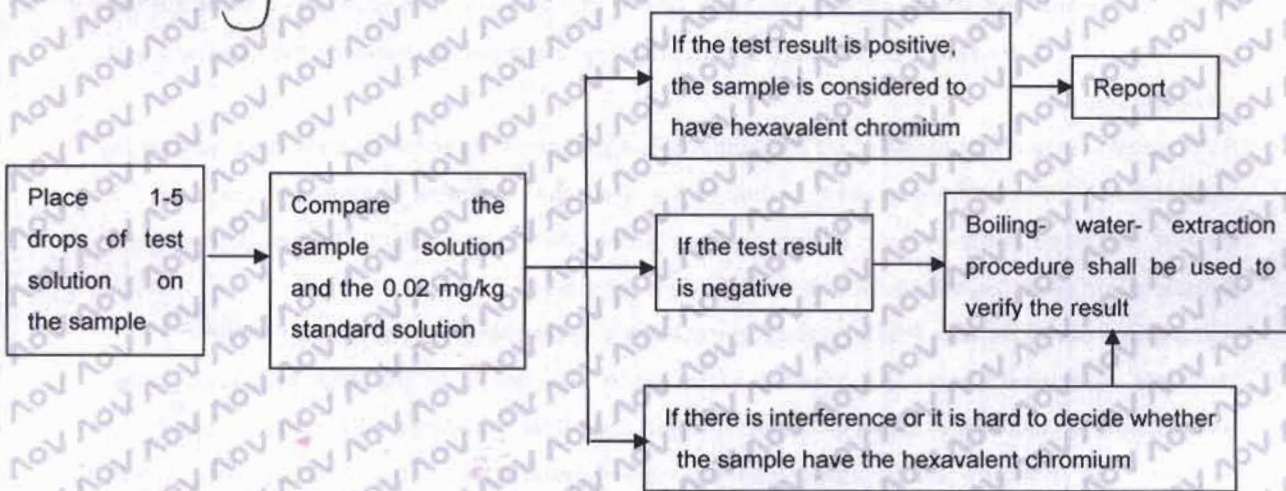 Place 1-5
drops of test
solution on
the sample
Compare the
sample solution
and the 0.02 mg/kg
standard solution
If the test result is positive,
the sample is considered to
have hexavalent chromium
Report
If the test result
is negative
Boiling- water- extraction
procedure shall be used to
verify the result
If there is interference or it is hard to decide whether
the sample have the hexavalent chromium